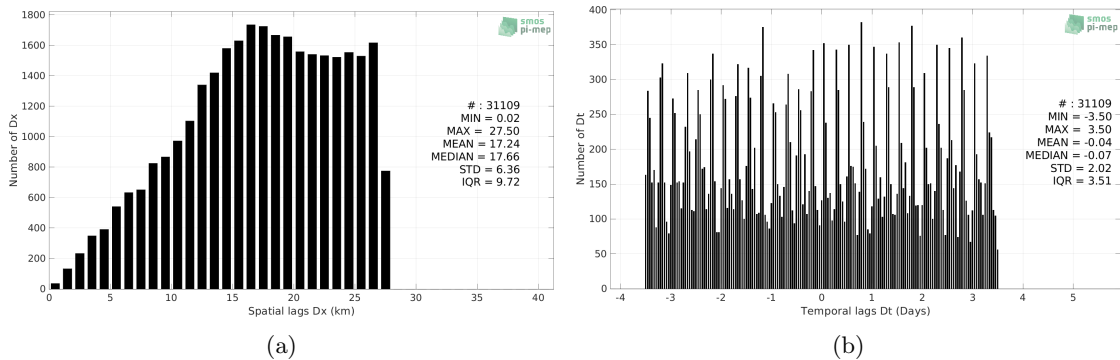 1800
1600
1400
1200
1000
800
600
400
200
0
Number of Dx
0 5 10 15 20 25 30 35 40
Spatial lags Dx (km)
smos
pi-mep
# : 31109
MIN = 0.02
MAX = 27.50
MEAN = 17.24
MEDIAN = 17.66
STD = 6.36
IQR = 9.72
(a)
400
350
300
250
200
150
100
50
0
Number of Dt
-4 -3 -2 -1 0 1 2 3 4 5
Temporal lags Dt (Days)
smos
pi-mep
# : 31109
MIN = -3.50
MAX = 3.50
MEAN = -0.04
MEDIAN = -0.07
STD = 2.02
IQR = 3.51
(b)